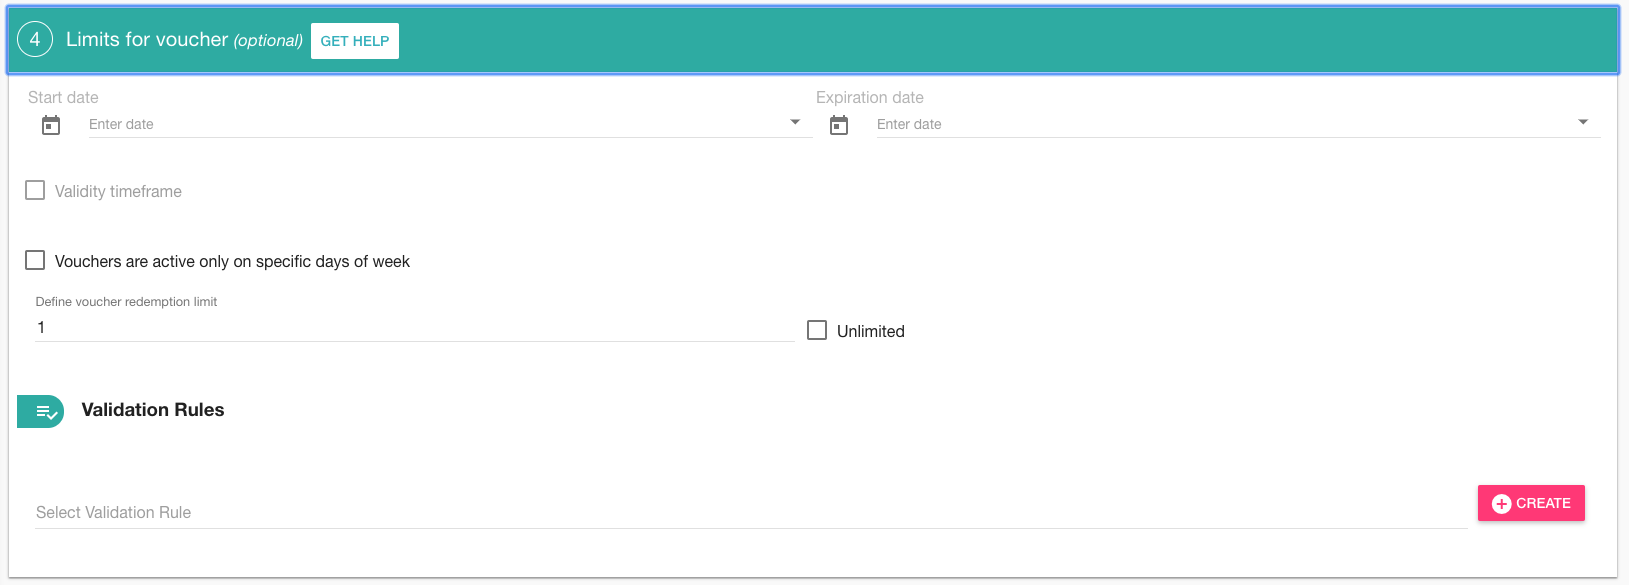 4 Limits for voucher (optional) GET HELP
Start date Expiration date
Enter date Enter date
Validity timeframe
Vouchers are active only on specific days of week
Define voucher redemption limit
1 Unlimited
Validation Rules
Select Validation Rule CREATE